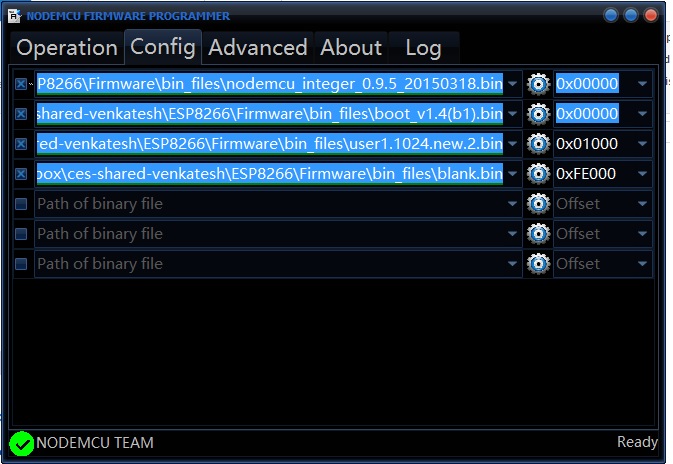 NODEMCU FIRMWARE PROGRAMMER
Operation Config Advanced About Log
P8266\Firmware\bin_files\nodemcu_integer_0.9.5_20150318.bin 0x00000
shared-venkatesh\ESP8266\Firmware\bin_files\boot_v1.4(b1).bin 0x00000
red-venkatesh\ESP8266\Firmware\bin_files\user1.1024.new.2.bin 0x01000
box\ces-shared-venkatesh\ESP8266\Firmware\bin_files\blank.bin 0xFE000
Path of binary file Offset
Path of binary file Offset
Path of binary file Offset
NODEMCU TEAM Ready